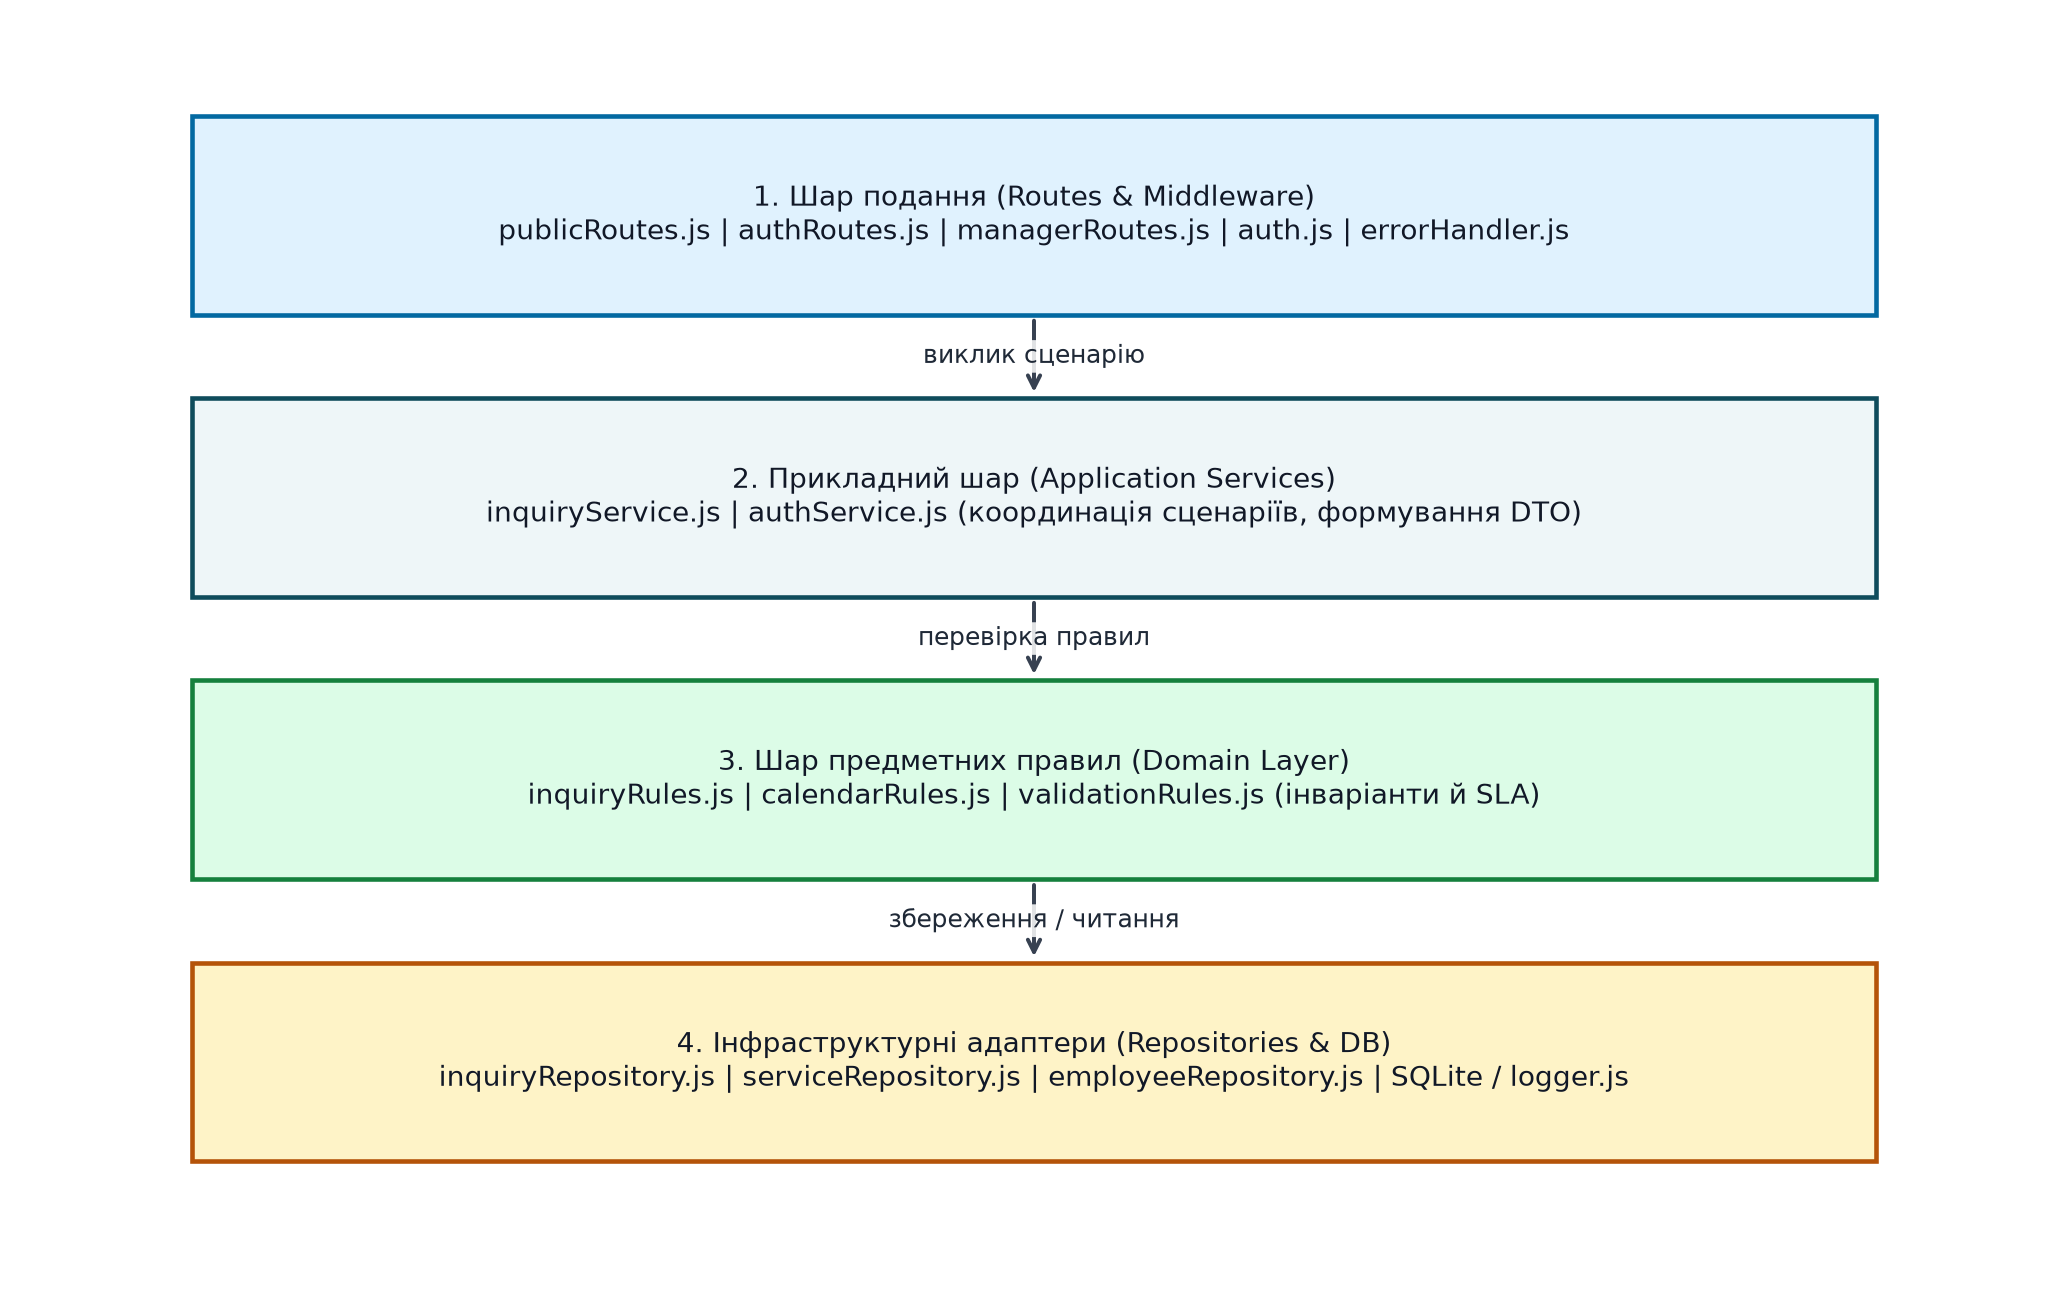 1. Шар подання (Routes & Middleware)
publicRoutes.js | authRoutes.js | managerRoutes.js | auth.js | errorHandler.js
виклик сценарію
2. Прикладний шар (Application Services)
inquiryService.js | authService.js (координація сценаріїв, формування DTO)
перевірка правил
3. Шар предметних правил (Domain Layer)
inquiryRules.js | calendarRules.js | validationRules.js (інваріанти й SLA)
збереження / читання
4. Інфраструктурні адаптери (Repositories & DB)
inquiryRepository.js | serviceRepository.js | employeeRepository.js | SQLite / logger.js